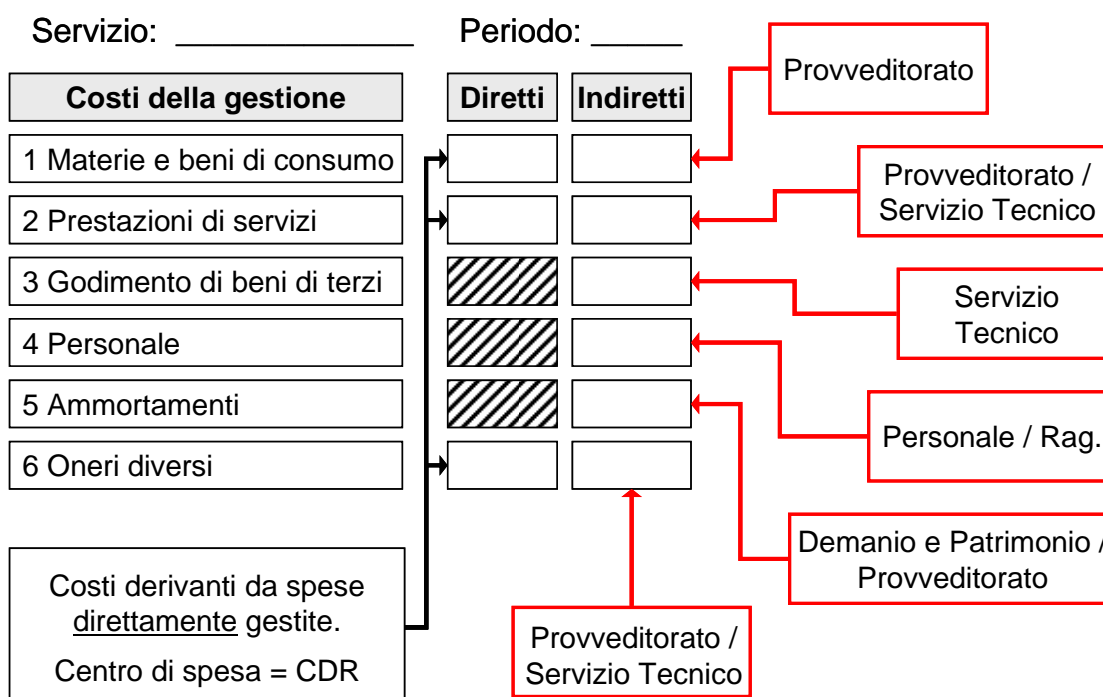 Servizio: ______________ Periodo: _____
Provveditorato
Costi della gestione
Diretti
Indiretti
1 Materie e beni di consumo
Provveditorato /
Servizio Tecnico
2 Prestazioni di servizi
3 Godimento di beni di terzi
Servizio
Tecnico
4 Personale
5 Ammortamenti
Personale / Rag.
6 Oneri diversi
Demanio e Patrimonio /
Provveditorato
Costi derivanti da spese
direttamente gestite.
Centro di spesa = CDR
Provveditorato /
Servizio Tecnico